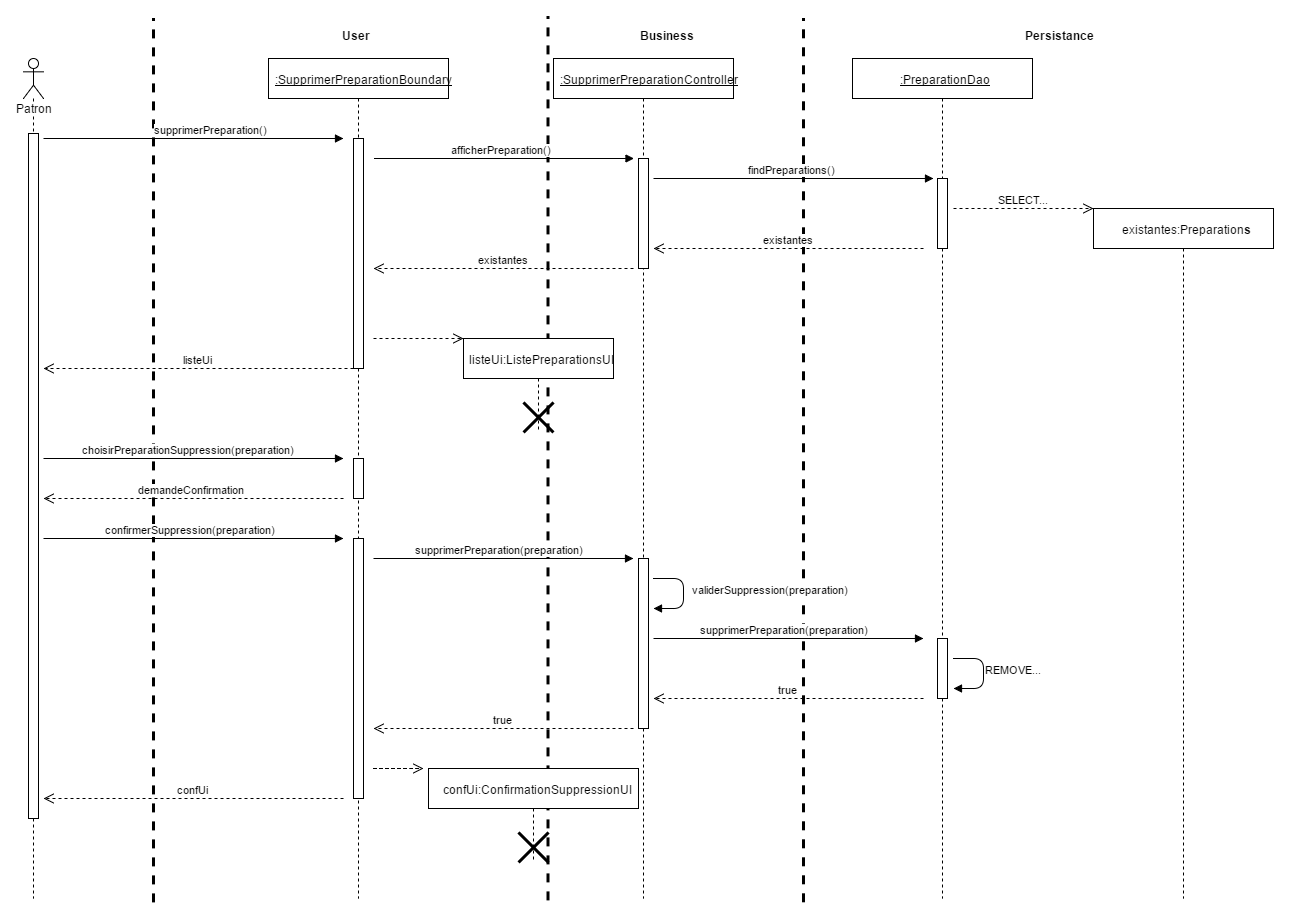 User
Business
Persistance
:SupprimerPreparationBoundary
:SupprimerPreparationController
:PreparationDao
Patron
supprimerPreparation()
afficherPreparation()
findPreparations()
SELECT...
existantes:Preparations
existantes
existantes
listeUi:ListePreparationsUI
listeUi
choisirPreparationSuppression(preparation)
demandeConfirmation
confirmerSuppression(preparation)
supprimerPreparation(preparation)
validerSuppression(preparation)
supprimerPreparation(preparation)
REMOVE...
true
true
confUi:ConfirmationSuppressionUI
confUi